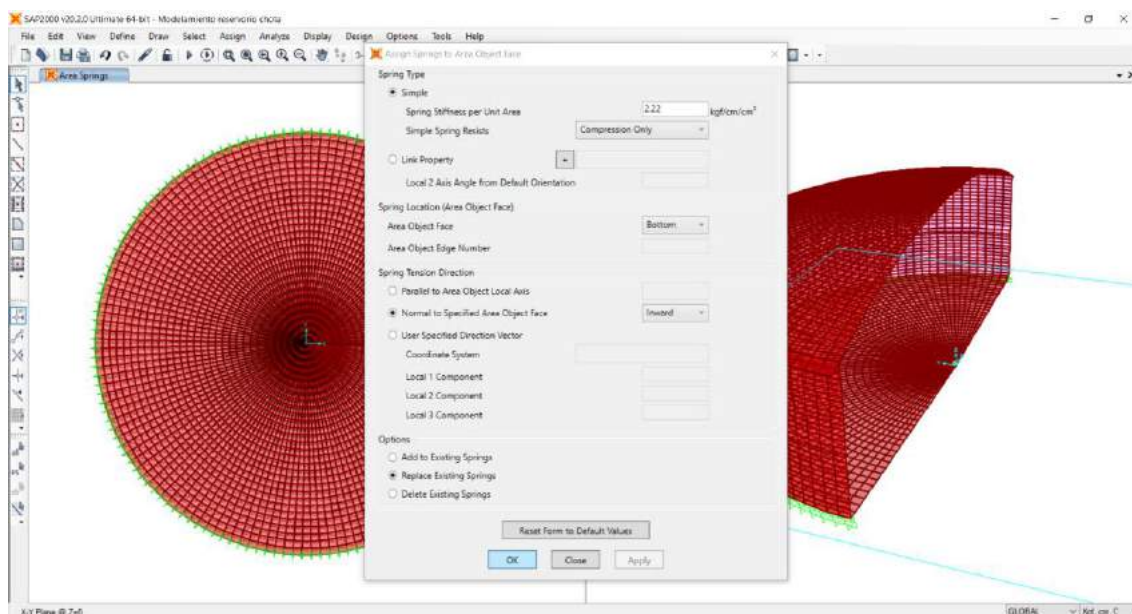 SAP2000 v20.2.0 Ultimate 64-bit - Modelamiento reservorio chota
File Edit View Define Draw Select Assign Analyze Display Design Options Tools Help
Area Springs
Assign Springs to Area Object Face
Spring Type
Simple
Spring Stiffness per Unit Area 2.22 kgf/cm/cm²
Simple Spring Resists Compression Only
Link Property +
Local 2 Axis Angle from Default Orientation
Spring Location (Area Object Face)
Area Object Face Bottom
Area Object Edge Number
Spring Tension Direction
Parallel to Area Object Local Axis
Normal to Specified Area Object Face Inward
User Specified Direction Vector
Coordinate System
Local 1 Component
Local 2 Component
Local 3 Component
Options
Add to Existing Springs
Replace Existing Springs
Delete Existing Springs
Reset Form to Default Values
OK Close Apply
X-Y Plane @ Z=0 GLOBAL Kgf, cm, C